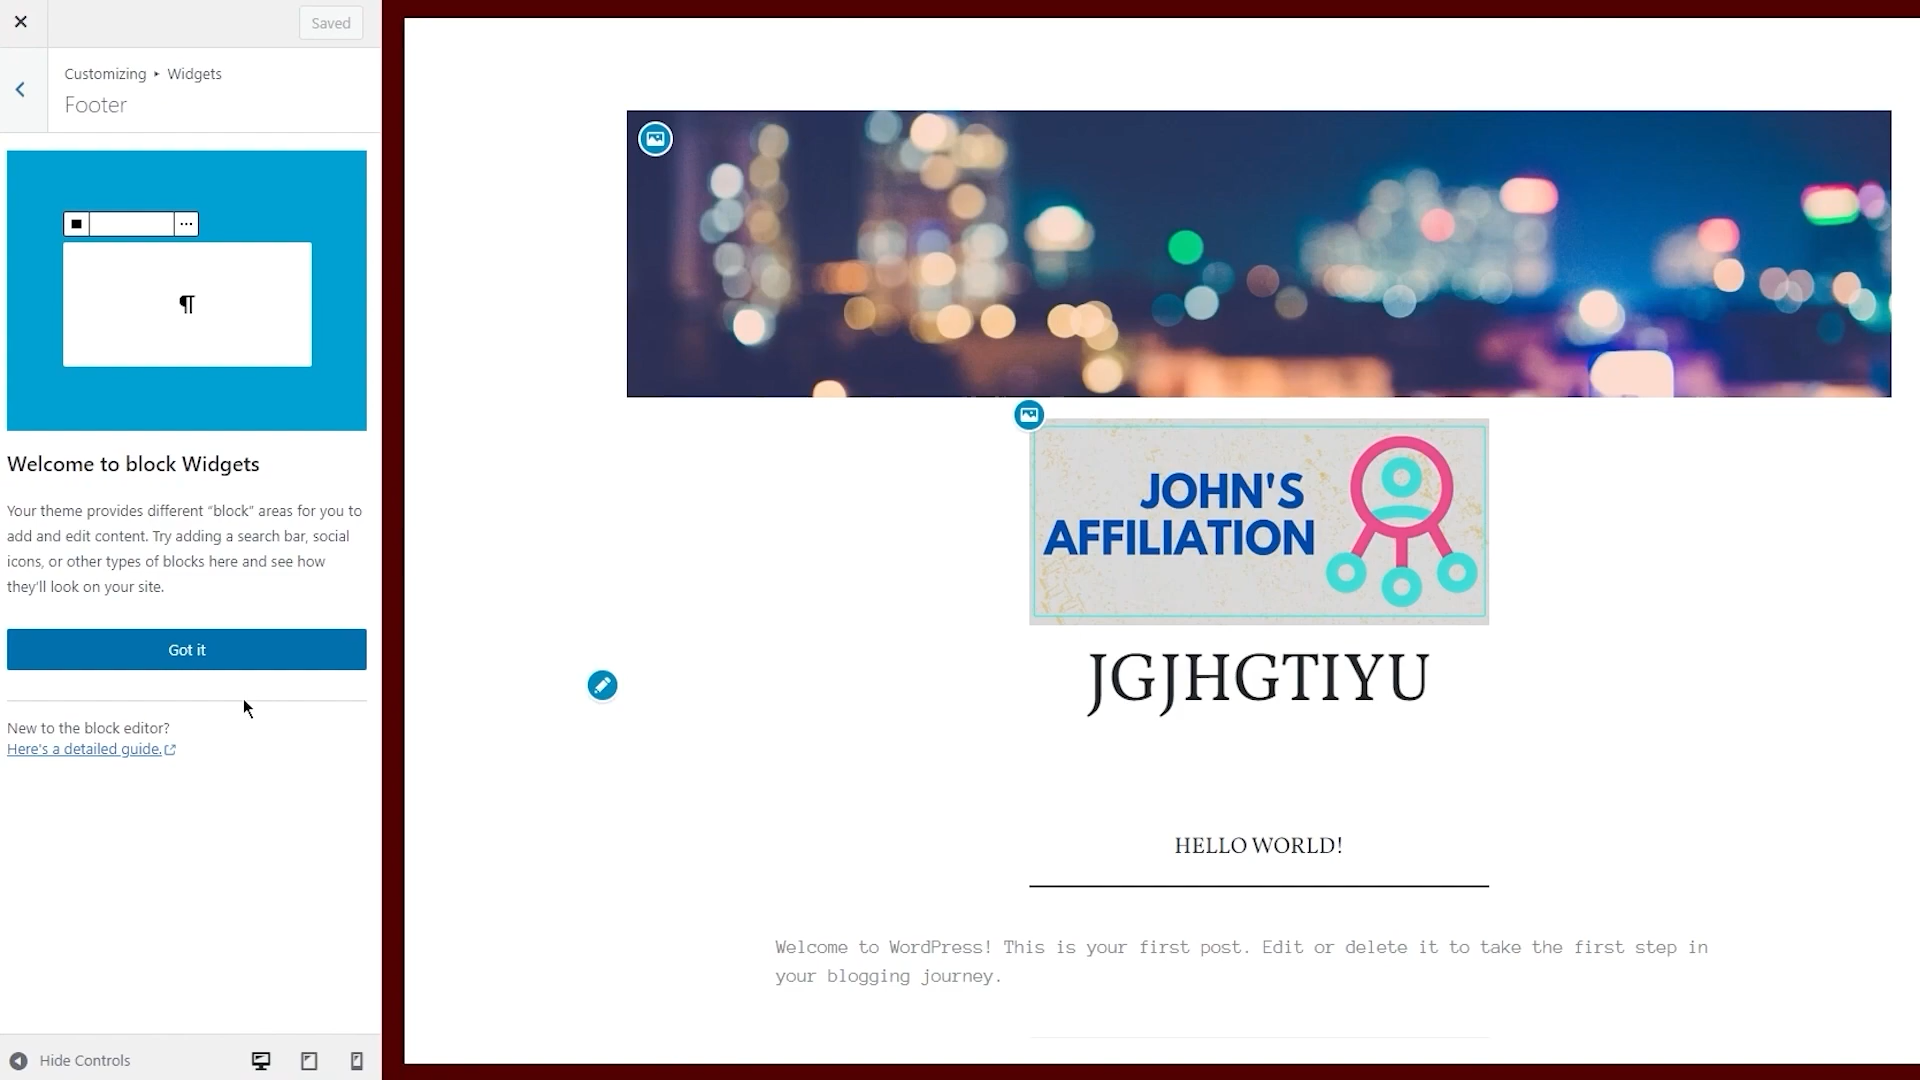 Saved
Customizing ▸ Widgets
Footer
¶
Welcome to block Widgets
Your theme provides different “block” areas for you to
add and edit content. Try adding a search bar, social
icons, or other types of blocks here and see how
they’ll look on your site.
Got it
New to the block editor?
Here's a detailed guide.
Hide Controls
JOHN'S
AFFILIATION
JGJHGTIYU
HELLO WORLD!
Welcome to WordPress! This is your first post. Edit or delete it to take the first step in
your blogging journey.